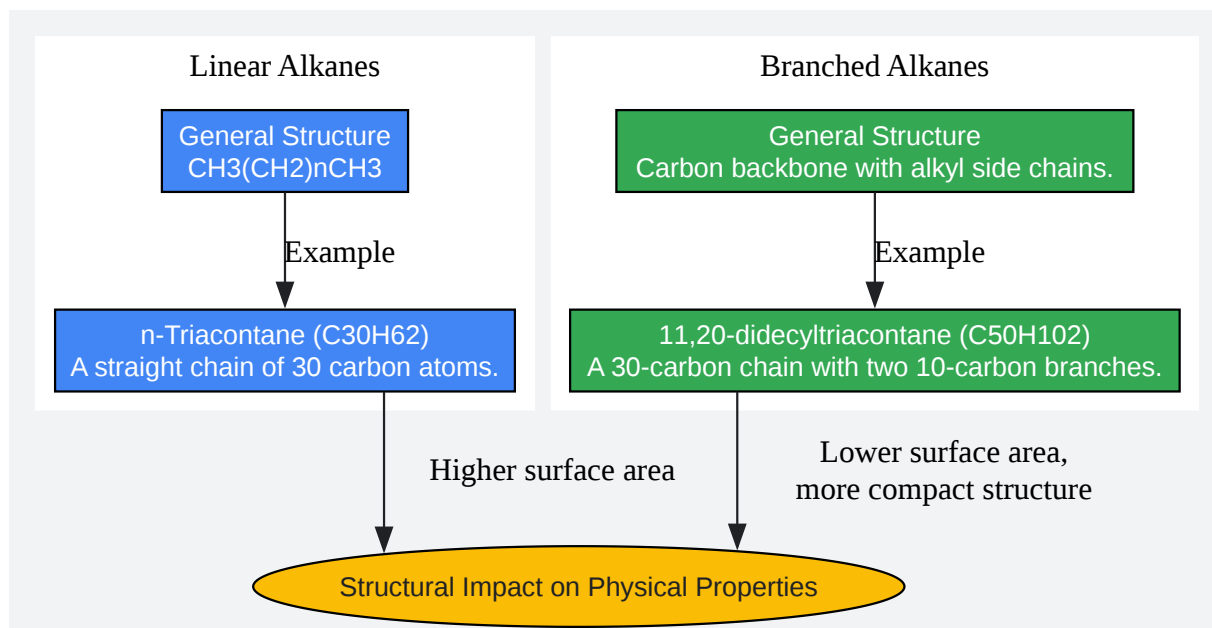 Linear Alkanes
General Structure
CH3(CH2)nCH3
Example
n-Triacontane (C30H62)
A straight chain of 30 carbon atoms.
Higher surface area
Branched Alkanes
General Structure
Carbon backbone with alkyl side chains.
Example
11,20-didecyltriacontane (C50H102)
A 30-carbon chain with two 10-carbon branches.
Lower surface area,
more compact structure
Structural Impact on Physical Properties